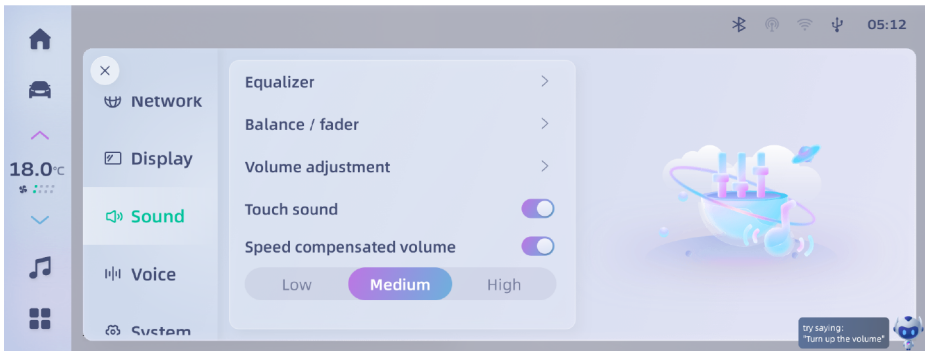 05:12
Network
Equalizer
Balance / fader
Display
18.0°C
Volume adjustment
Sound
Touch sound
Speed compensated volume
Voice
Low Medium High
System
try saying:
"Turn up the volume"